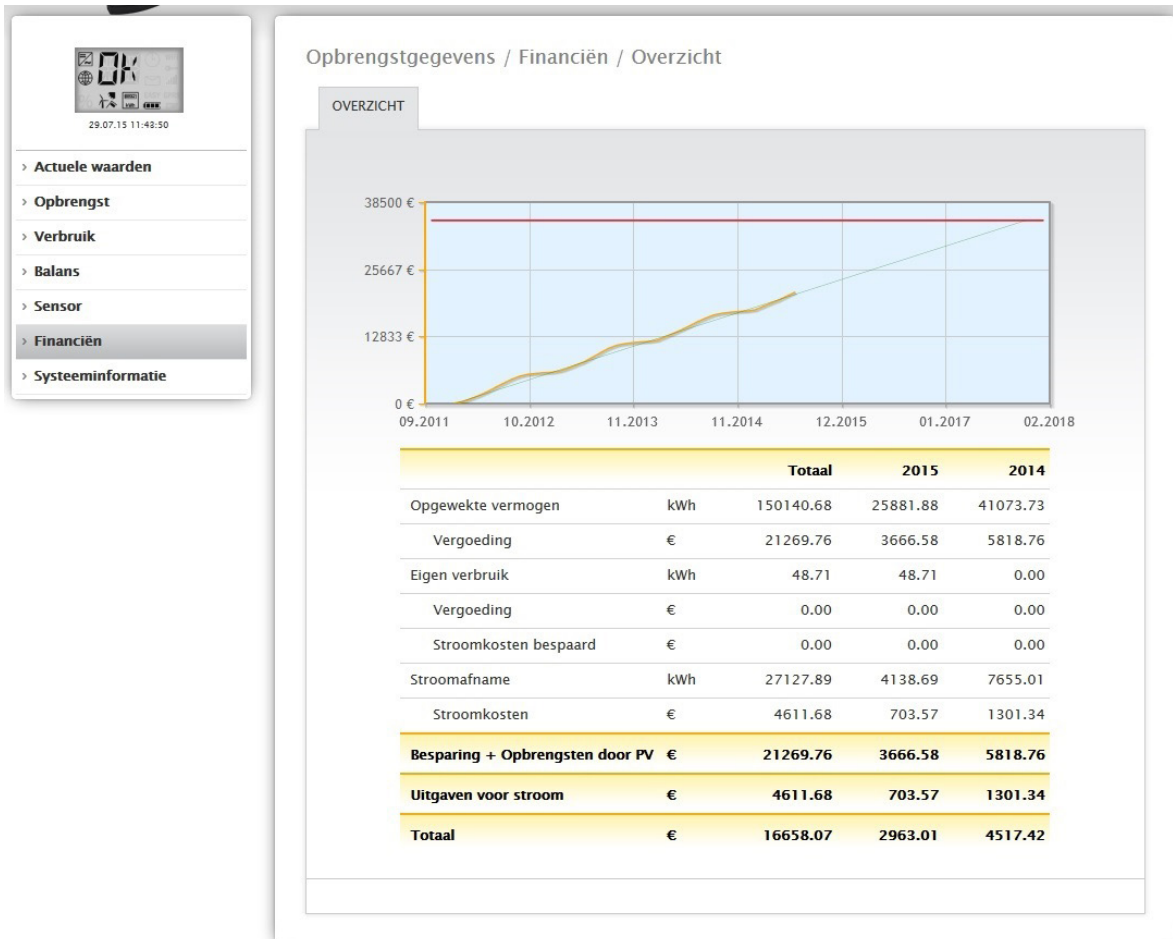 OK
kWh
29.07.15 11:43:50
› Actuele waarden
› Opbrengst
› Verbruik
› Balans
› Sensor
› Financiën
› Systeeminformatie
Opbrengstgegevens / Financiën / Overzicht
OVERZICHT
38500 €
25667 €
12833 €
0 €
09.2011 10.2012 11.2013 11.2014 12.2015 01.2017 02.2018
Totaal 2015 2014
Opgewekte vermogen kWh 150140.68 25881.88 41073.73
Vergoeding € 21269.76 3666.58 5818.76
Eigen verbruik kWh 48.71 48.71 0.00
Vergoeding € 0.00 0.00 0.00
Stroomkosten bespaard € 0.00 0.00 0.00
Stroomafname kWh 27127.89 4138.69 7655.01
Stroomkosten € 4611.68 703.57 1301.34
Besparing + Opbrengsten door PV € 21269.76 3666.58 5818.76
Uitgaven voor stroom € 4611.68 703.57 1301.34
Totaal € 16658.07 2963.01 4517.42